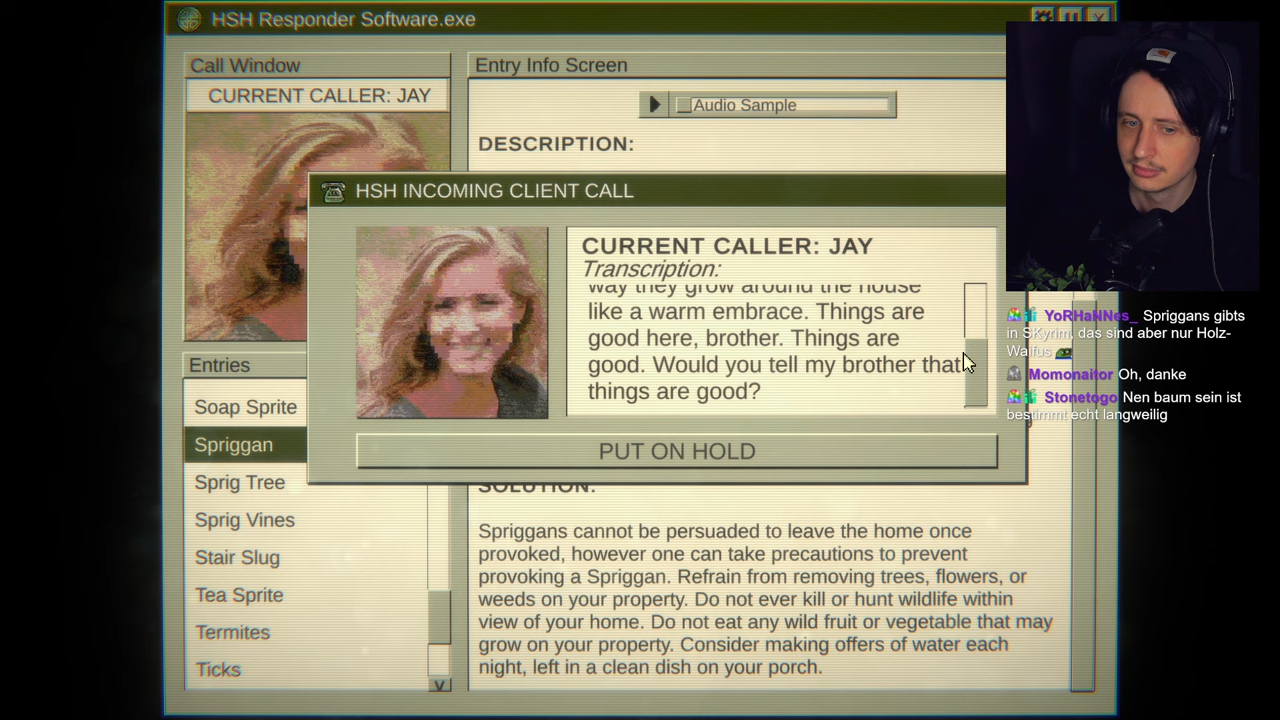 HSH Responder Software.exe
Call Window
CURRENT CALLER: JAY
Entries
Soap Sprite
Spriggan
Sprig Tree
Sprig Vines
Stair Slug
Tea Sprite
Termites
Ticks
Entry Info Screen
Audio Sample
DESCRIPTION:
HSH INCOMING CLIENT CALL
CURRENT CALLER: JAY
Transcription:
way they grow around the house
like a warm embrace. Things are
good here, brother. Things are
good. Would you tell my brother that
things are good?
PUT ON HOLD
SOLUTION:
Spriggans cannot be persuaded to leave the home once
provoked, however one can take precautions to prevent
provoking a Spriggan. Refrain from removing trees, flowers, or
weeds on your property. Do not ever kill or hunt wildlife within
view of your home. Do not eat any wild fruit or vegetable that may
grow on your property. Consider making offers of water each
night, left in a clean dish on your porch.
YoRHaNNes_ Spriggans gibts
in SKyrim, das sind aber nur Holz-
Waifus
Momonaitor Oh, danke
Stonetogo Nen baum sein ist
bestimmt echt langweilig